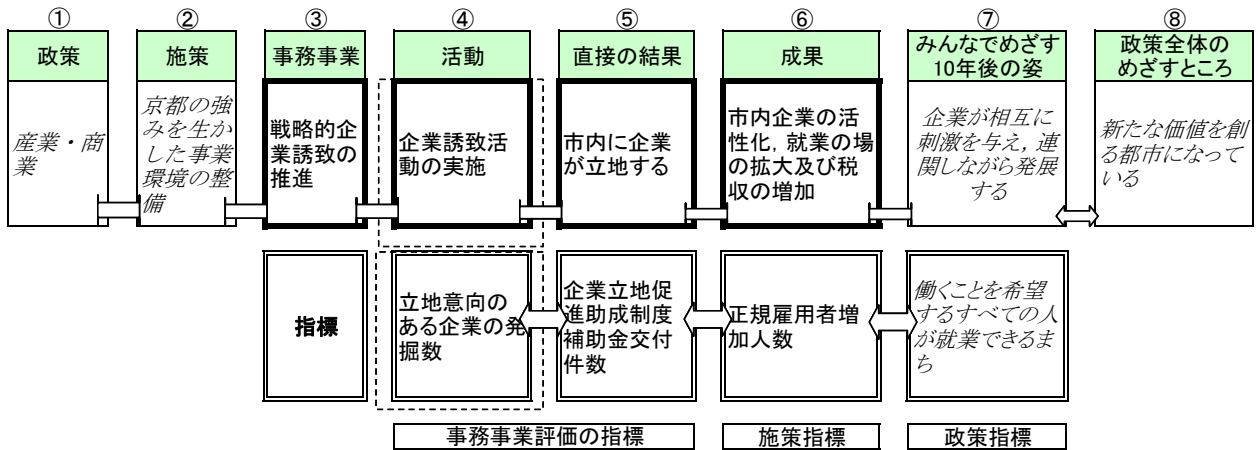 ① ② ③ ④ ⑤ ⑥ ⑦ ⑧
政策
施策
事務事業
活動
直接の結果
成果
みんなでめざす
10年後の姿
政策全体の
めざすところ
産業・商
業
京都の強
みを生か
した事業
環境の整
備
戦略的企
業誘致の
推進
企業誘致活
動の実施
市内に企業
が立地する
市内企業の活
性化，就業の場
の拡大及び税
収の増加
企業が相互に
刺激を与え，連
関しながら発展
する
新たな価値を創
る都市になって
いる
指標
立地意向の
ある企業の発
掘数
企業立地促
進助成制度
補助金交付
件数
正規雇用者増
加人数
働くことを希望
するすべての人
が就業できるま
ち
事務事業評価の指標
施策指標
政策指標